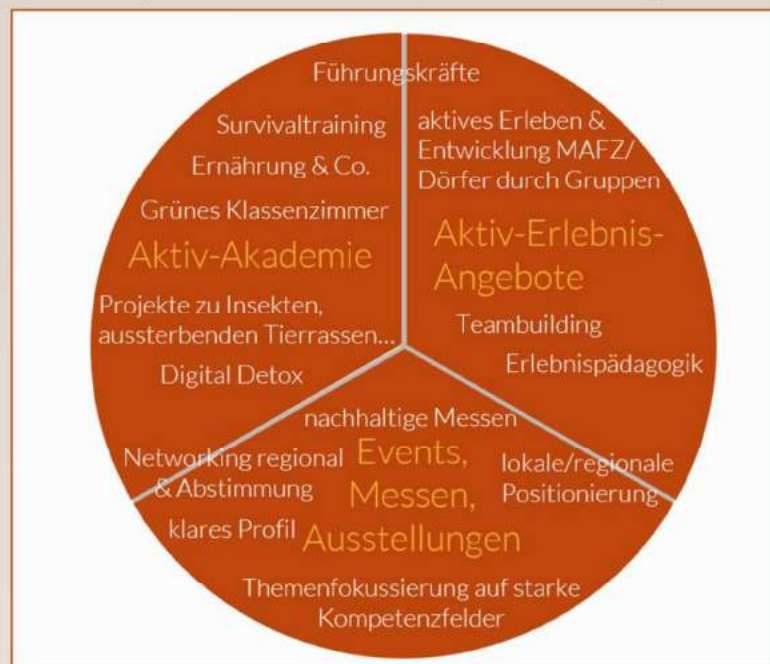 Führungskräfte
Survivaltraining
Ernährung & Co.
Grünes Klassenzimmer
Aktiv-Akademie
Projekte zu Insekten,
aussterbenden Tierrassen...
Digital Detox
aktives Erleben &
Entwicklung MAFZ/
Dörfer durch Gruppen
Aktiv-Erlebnis-
Angebote
Teambuilding
Erlebnispädagogik
nachhaltige Messen
Networking regional
& Abstimmung
klares Profil
Events,
Messen,
Ausstellungen
lokale/regionale
Positionierung
Themenfokussierung auf starke
Kompetenzfelder